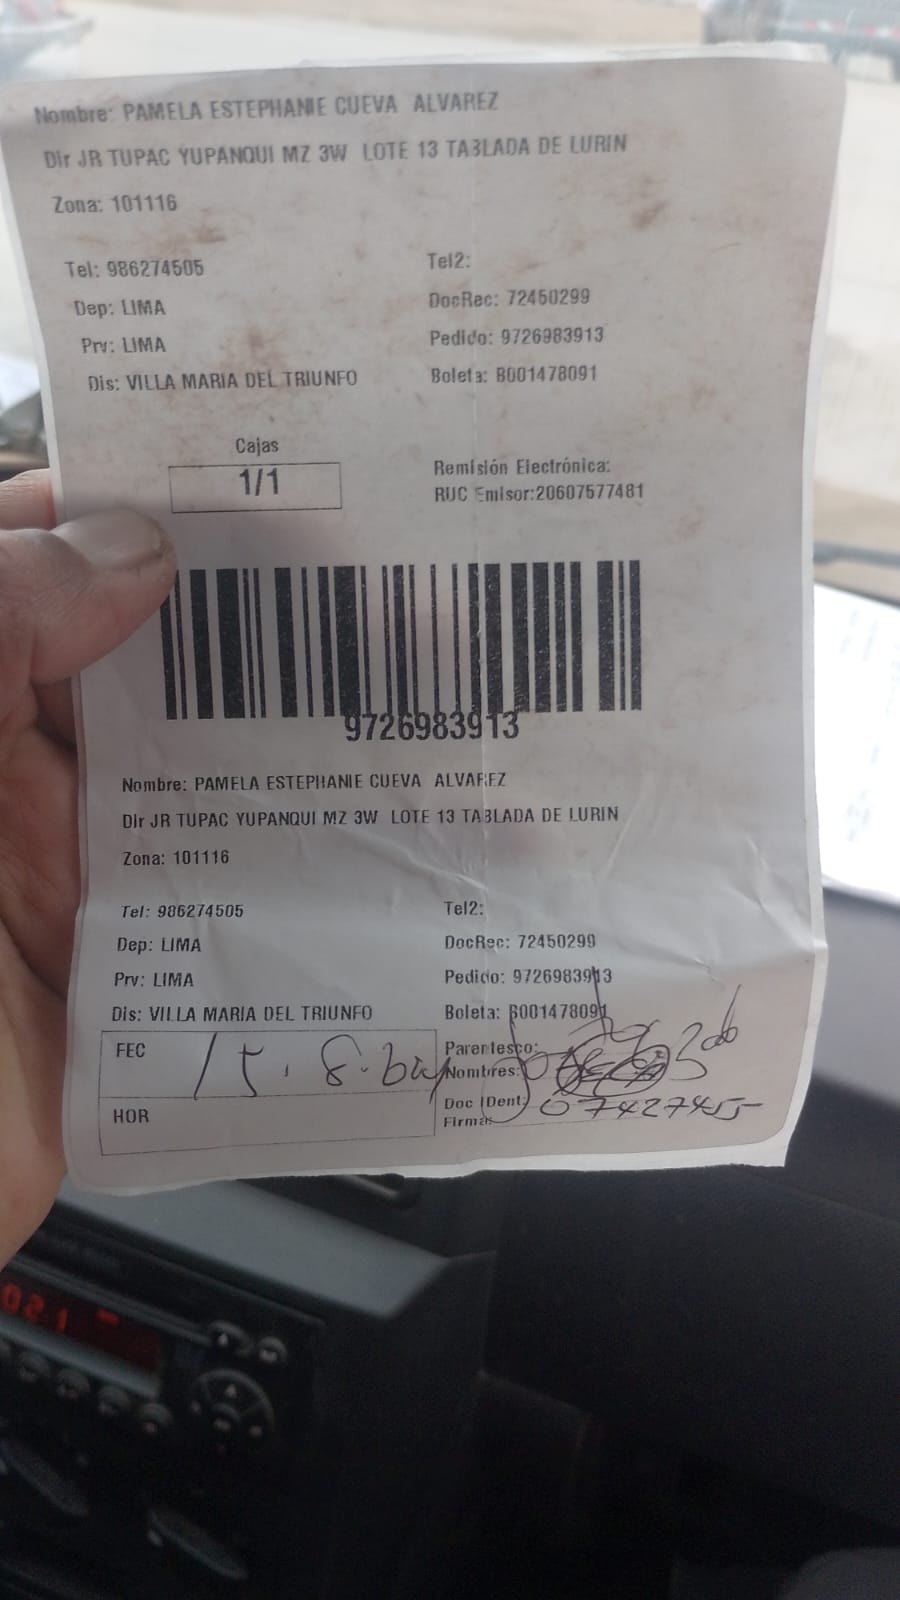 Nombre: PAMELA ESTEPHANIE CUEVA ALVAREZ
Dir JR TUPAC YUPANQUI MZ 3W LOTE 13 TABLADA DE LURIN
Zona: 101116
Tel: 986274505 Tel2:
Dep: LIMA DocRec: 72450299
Prv: LIMA Pedido: 9726983913
Dis: VILLA MARIA DEL TRIUNFO Boleta: B001478091
Cajas
1/1
Remisión Electrónica:
RUC Emisor:20607577481
9726983913
Nombre: PAMELA ESTEPHANIE CUEVA ALVAREZ
Dir JR TUPAC YUPANQUI MZ 3W LOTE 13 TABLADA DE LURIN
Zona: 101116
Tel: 986274505 Tel2:
Dep: LIMA DocRec: 72450299
Prv: LIMA Pedido: 9726983913
Dis: VILLA MARIA DEL TRIUNFO Boleta: B001478091
FEC 15.8. Parentesco:
Nombres:
HOR Doc IDent: 07427455
Firma: